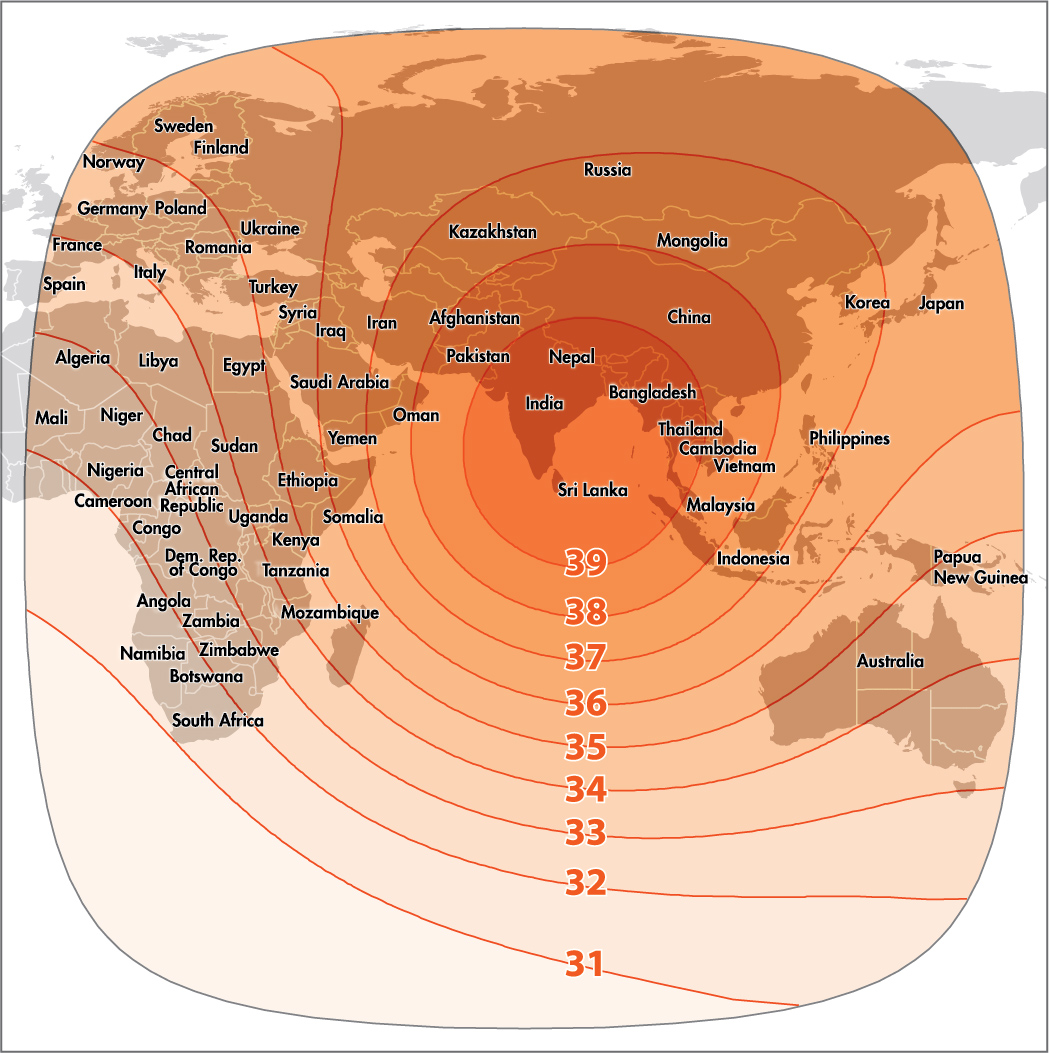 Sweden
Finland
Norway
Russia
Germany
Poland
Ukraine
Kazakhstan
Mongolia
France
Romania
Italy
Spain
Turkey
Korea
Japan
Syria
Iraq
Iran
Afghanistan
China
Algeria
Libya
Egypt
Pakistan
Nepal
Saudi Arabia
Bangladesh
India
Mali
Niger
Oman
Chad
Sudan
Yemen
Thailand
Philippines
Cambodia
Vietnam
Nigeria
Central
African
Republic
Ethiopia
Sri Lanka
Cameroon
Malaysia
Uganda
Somalia
Congo
Kenya
Dem. Rep.
of Congo
Tanzania
39
Indonesia
Papua
New Guinea
Angola
Zambia
Mozambique
38
Namibia
Zimbabwe
37
Australia
Botswana
36
South Africa
35
34
33
32
31